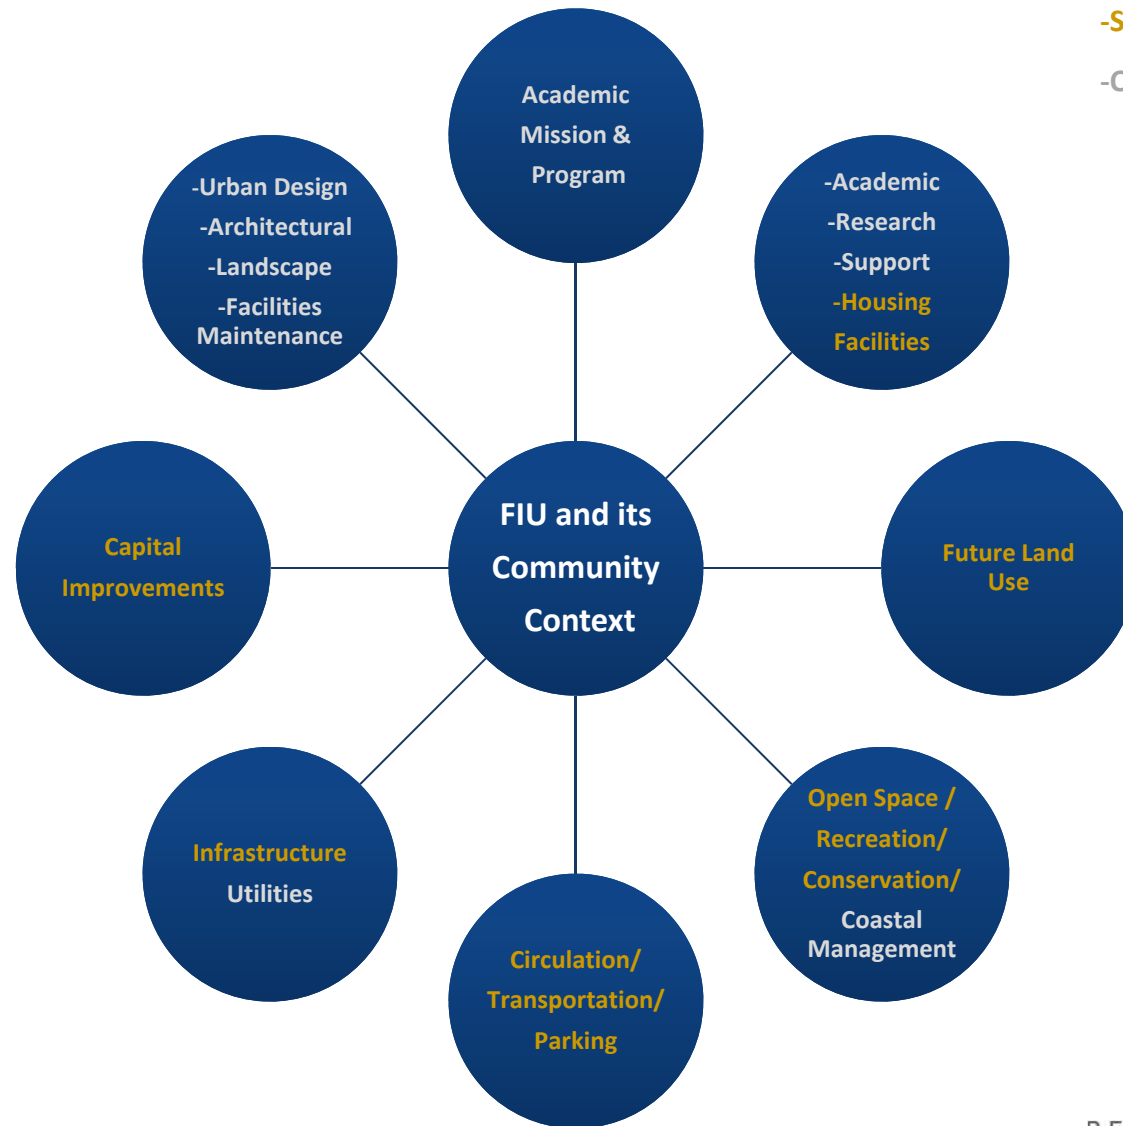 Academic
Mission &
Program
-Urban Design
-Architectural
-Landscape
-Facilities
Maintenance
-Academic
-Research
-Support
-Housing
Facilities
Capital
Improvements
FIU and its
Community
Context
Future Land
Use
Infrastructure
Utilities
Open Space /
Recreation/
Conservation/
Coastal
Management
Circulation/
Transportation/
Parking